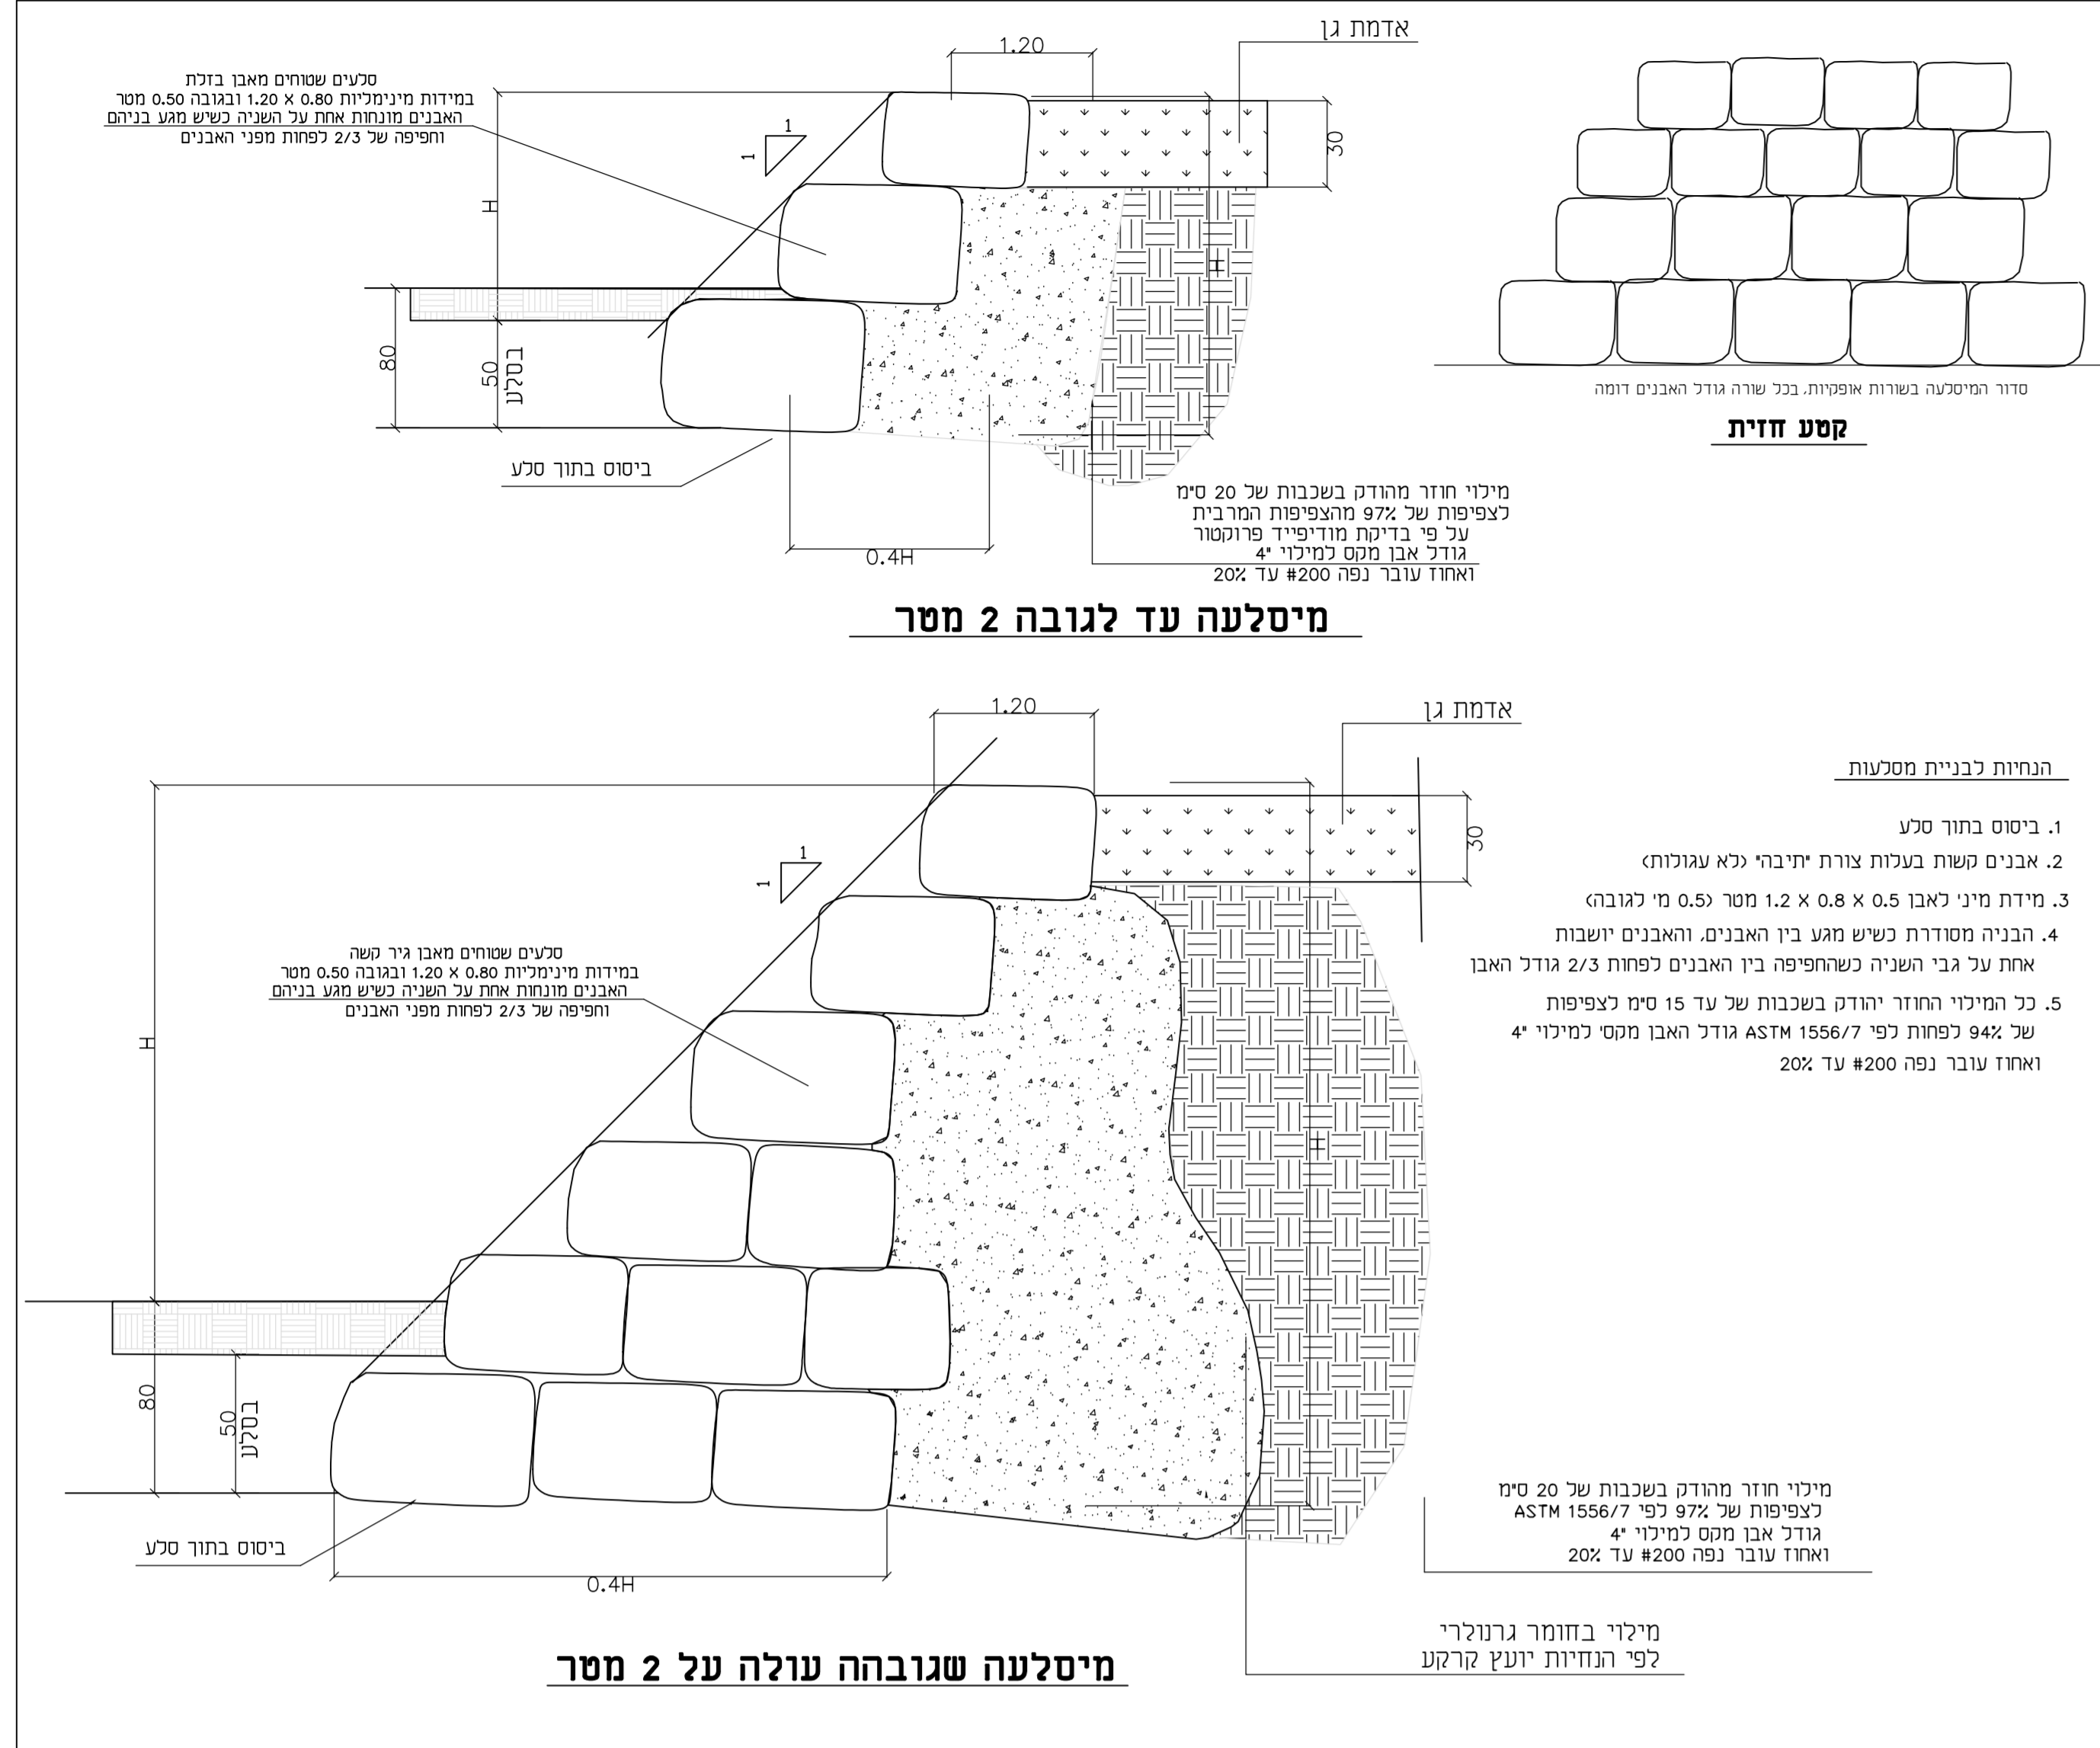 אדמת גן
1.20
סלעים שטוחים מאבן בזלת
במידות מינימליות 0.80 x 1.20 ובגובה 0.50 מטר
האבנים מונחות אחת על השניה כשיש מגע בניהם
וחפיפה של 2/3 לפחות מפני האבנים
1
1
30
H
H
80
50
בסלע
ביסוס בתוך סלע
0.4H
סדור המיסלעה בשורות אופקיות, בכל שורה גודל האבנים דומה
קטע חזית
מילוי חוזר מהודק בשכבות של 20 ס"מ
לצפיפות של 97% מהצפיפות המרבית
על פי בדיקת מודיפייד פרוקטור
גודל אבן מקס למילוי 4"
ואחוז עובר נפה #200 עד 20%
מיסלעה עד לגובה 2 מטר
1.20
אדמת גן
30
1
1
H
H
סלעים שטוחים מאבן גיר קשה
במידות מינימליות 0.80 x 1.20 ובגובה 0.50 מטר
האבנים מונחות אחת על השניה כשיש מגע בניהם
וחפיפה של 2/3 לפחות מפני האבנים
הנחיות לבניית מסלעות
1. ביסוס בתוך סלע
2. אבנים קשות בעלות צורת "תיבה" (לא עגולות)
3. מידת מיני' לאבן 0.5 x 0.8 x 1.2 מטר (0.5 מ' לגובה)
4. הבניה מסודרת כשיש מגע בין האבנים, והאבנים יושבות
אחת על גבי השניה כשהחפיפה בין האבנים לפחות 2/3 גודל האבן
5. כל המילוי החוזר יהודק בשכבות של עד 15 ס"מ לצפיפות
של 94% לפחות לפי ASTM 1556/7 גודל האבן מקס' למילוי 4"
ואחוז עובר נפה #200 עד 20%
80
50
בסלע
ביסוס בתוך סלע
0.4H
מילוי חוזר מהודק בשכבות של 20 ס"מ
לצפיפות של 97% לפי ASTM 1556/7
גודל אבן מקס למילוי 4"
ואחוז עובר נפה #200 עד 20%
מילוי בחומר גרנולרי
לפי הנחיות יועץ קרקע
מיסלעה שגובהה עולה על 2 מטר